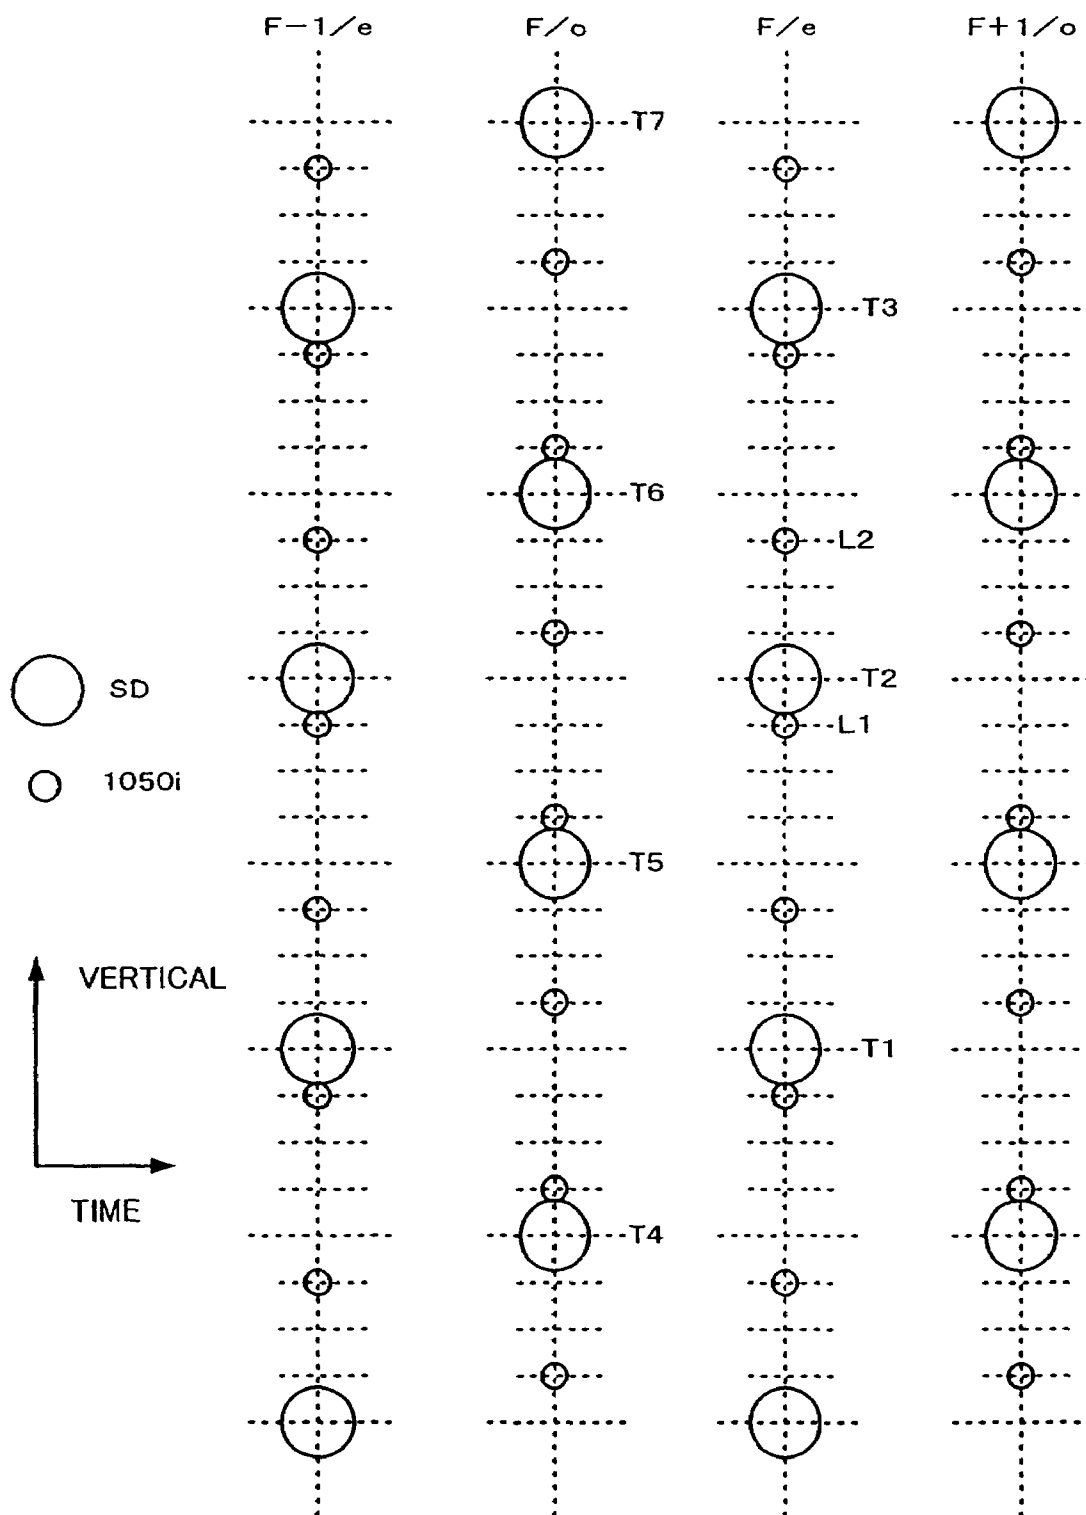 F-1/e F/o F/e F+1/o
T7
T3
T6
L2
SD
T2
L1
1050i
T5
VERTICAL
T1
TIME
T4